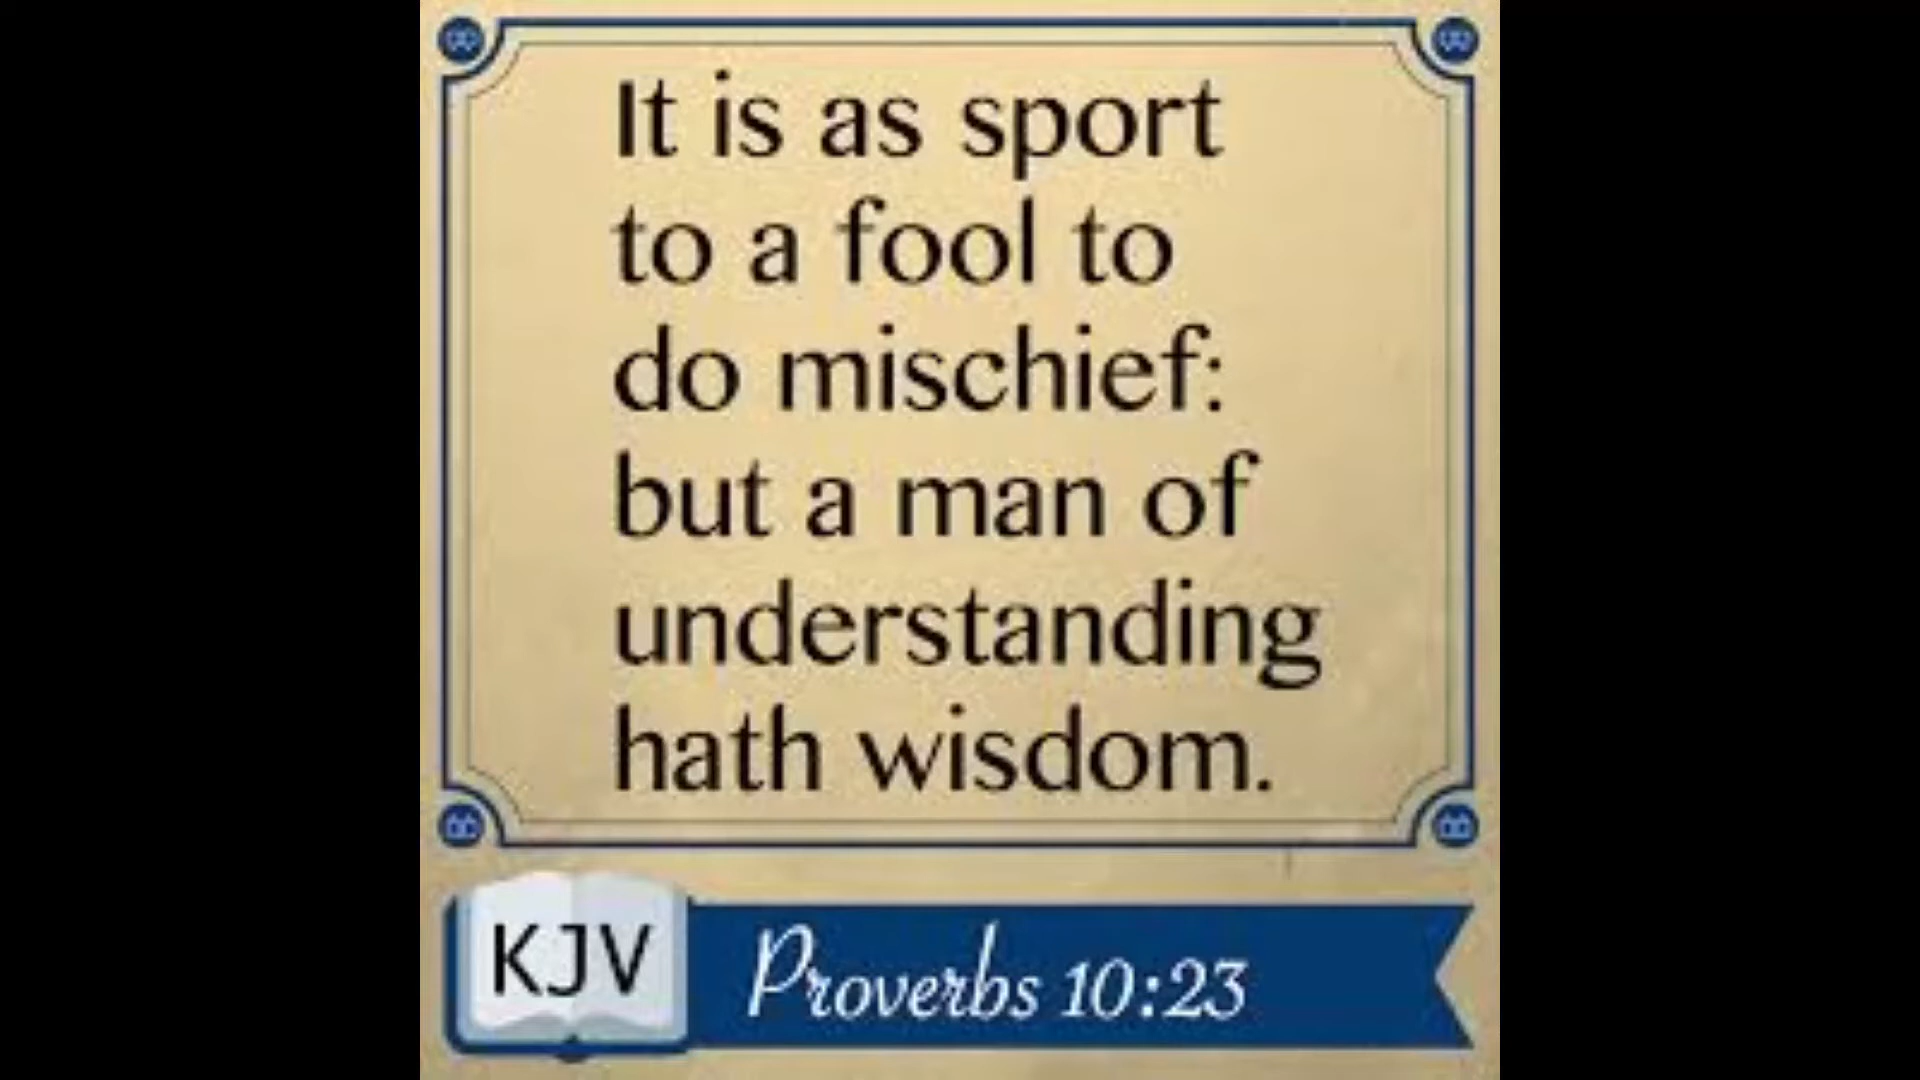 It is as sport
to a fool to
do mischief:
but a man of
understanding
hath wisdom.
KJV
Proverbs 10:23